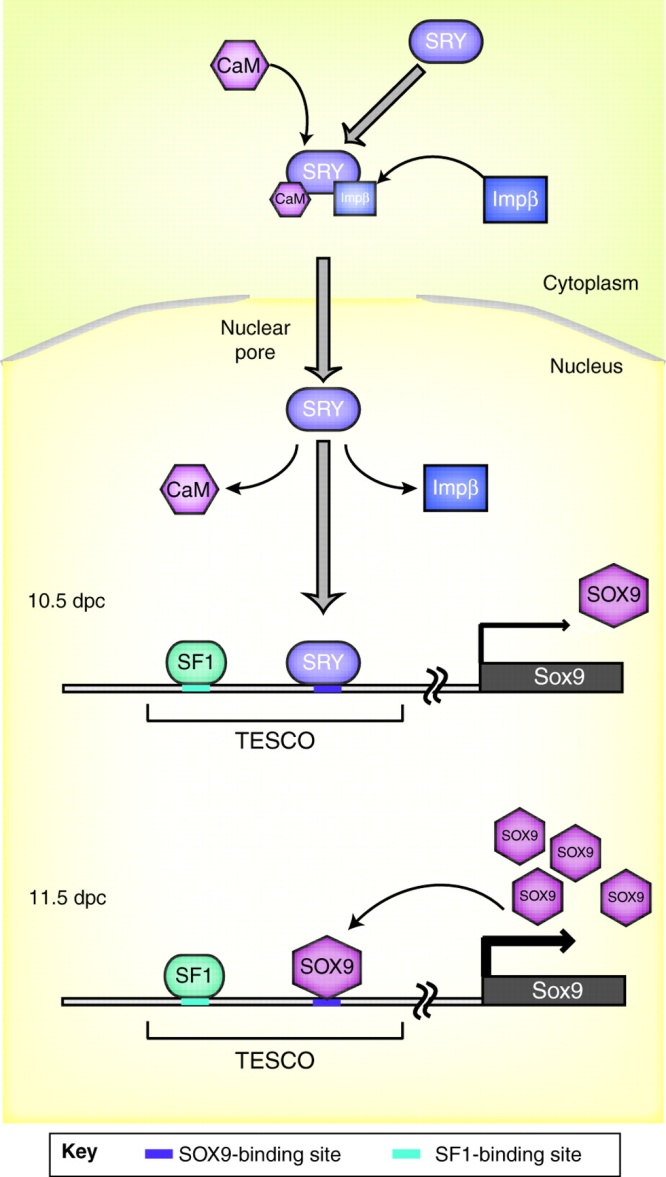 SRY
CaM
SRY
CaM
Impβ
Impβ
Cytoplasm
Nuclear
pore
Nucleus
SRY
CaM
Impβ
10.5 dpc
SOX9
SF1
SRY
Sox9
TESCO
SOX9
SOX9
SOX9
SOX9
11.5 dpc
SF1
SOX9
Sox9
TESCO
Key
SOX9-binding site
SF1-binding site